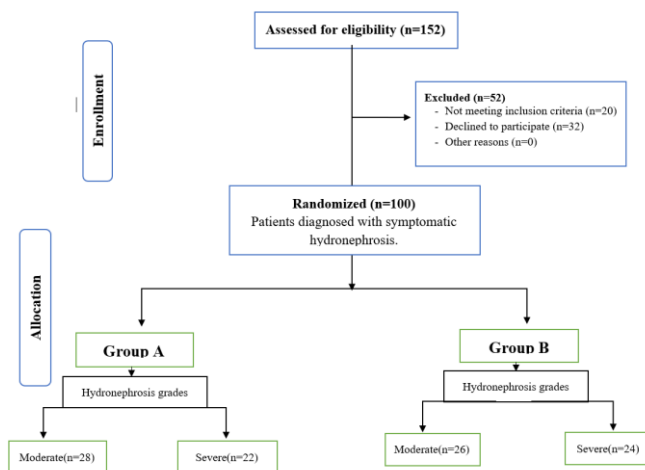 Assessed for eligibility (n=152)
Enrollment
Excluded (n=52)
- Not meeting inclusion criteria (n=20)
- Declined to participate (n=32)
- Other reasons (n=0)
Randomized (n=100)
Patients diagnosed with symptomatic
hydronephrosis.
Allocation
Group A
Group B
Hydronephrosis grades
Hydronephrosis grades
Moderate(n=28)
Severe(n=22)
Moderate(n=26)
Severe(n=24)